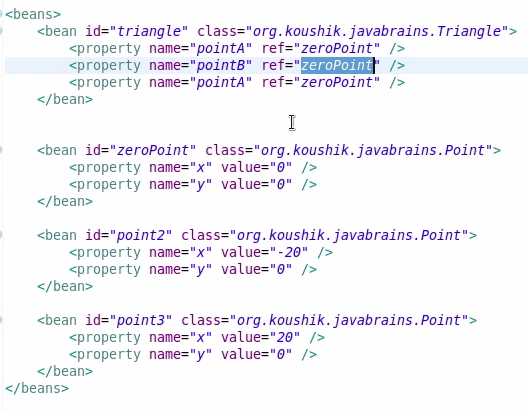 <beans>
<bean id="triangle" class="org.koushik.javabrains.Triangle">
<property name="pointA" ref="zeroPoint" />
<property name="pointB" ref="zeroPoint" />
<property name="pointA" ref="zeroPoint" />
</bean>
<bean id="zeroPoint" class="org.koushik.javabrains.Point">
<property name="x" value="0" />
<property name="y" value="0" />
</bean>
<bean id="point2" class="org.koushik.javabrains.Point">
<property name="x" value="-20" />
<property name="y" value="0" />
</bean>
<bean id="point3" class="org.koushik.javabrains.Point">
<property name="x" value="20" />
<property name="y" value="0" />
</bean>
</beans>